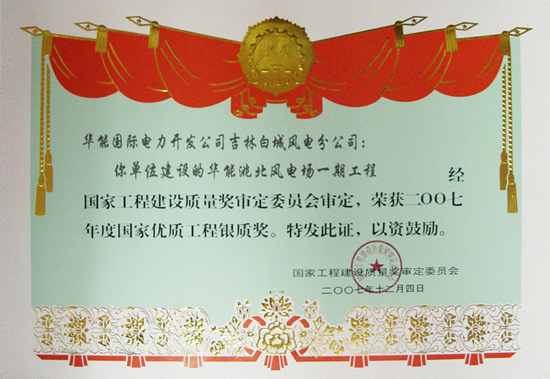 华能国际电力开发公司吉林白城风电分公司：
你单位建设的华能洮北风电场一期工程 经
国家工程建设质量奖审定委员会审定，荣获二〇〇七
年度国家优质工程银质奖。特发此证，以资鼓励。
国家工程建设质量奖审定委员会
二〇〇七年十二月四日